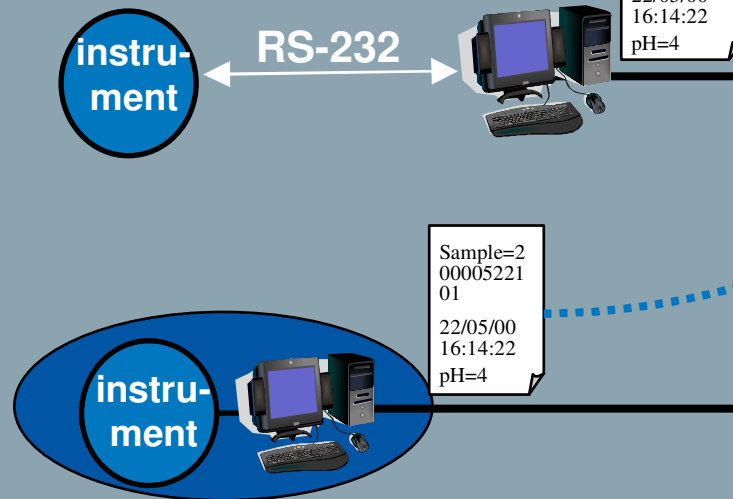 16:14:22
pH=4
instru-
ment
RS-232
Sample=2
00005221
01
22/05/00
16:14:22
pH=4
instru-
ment